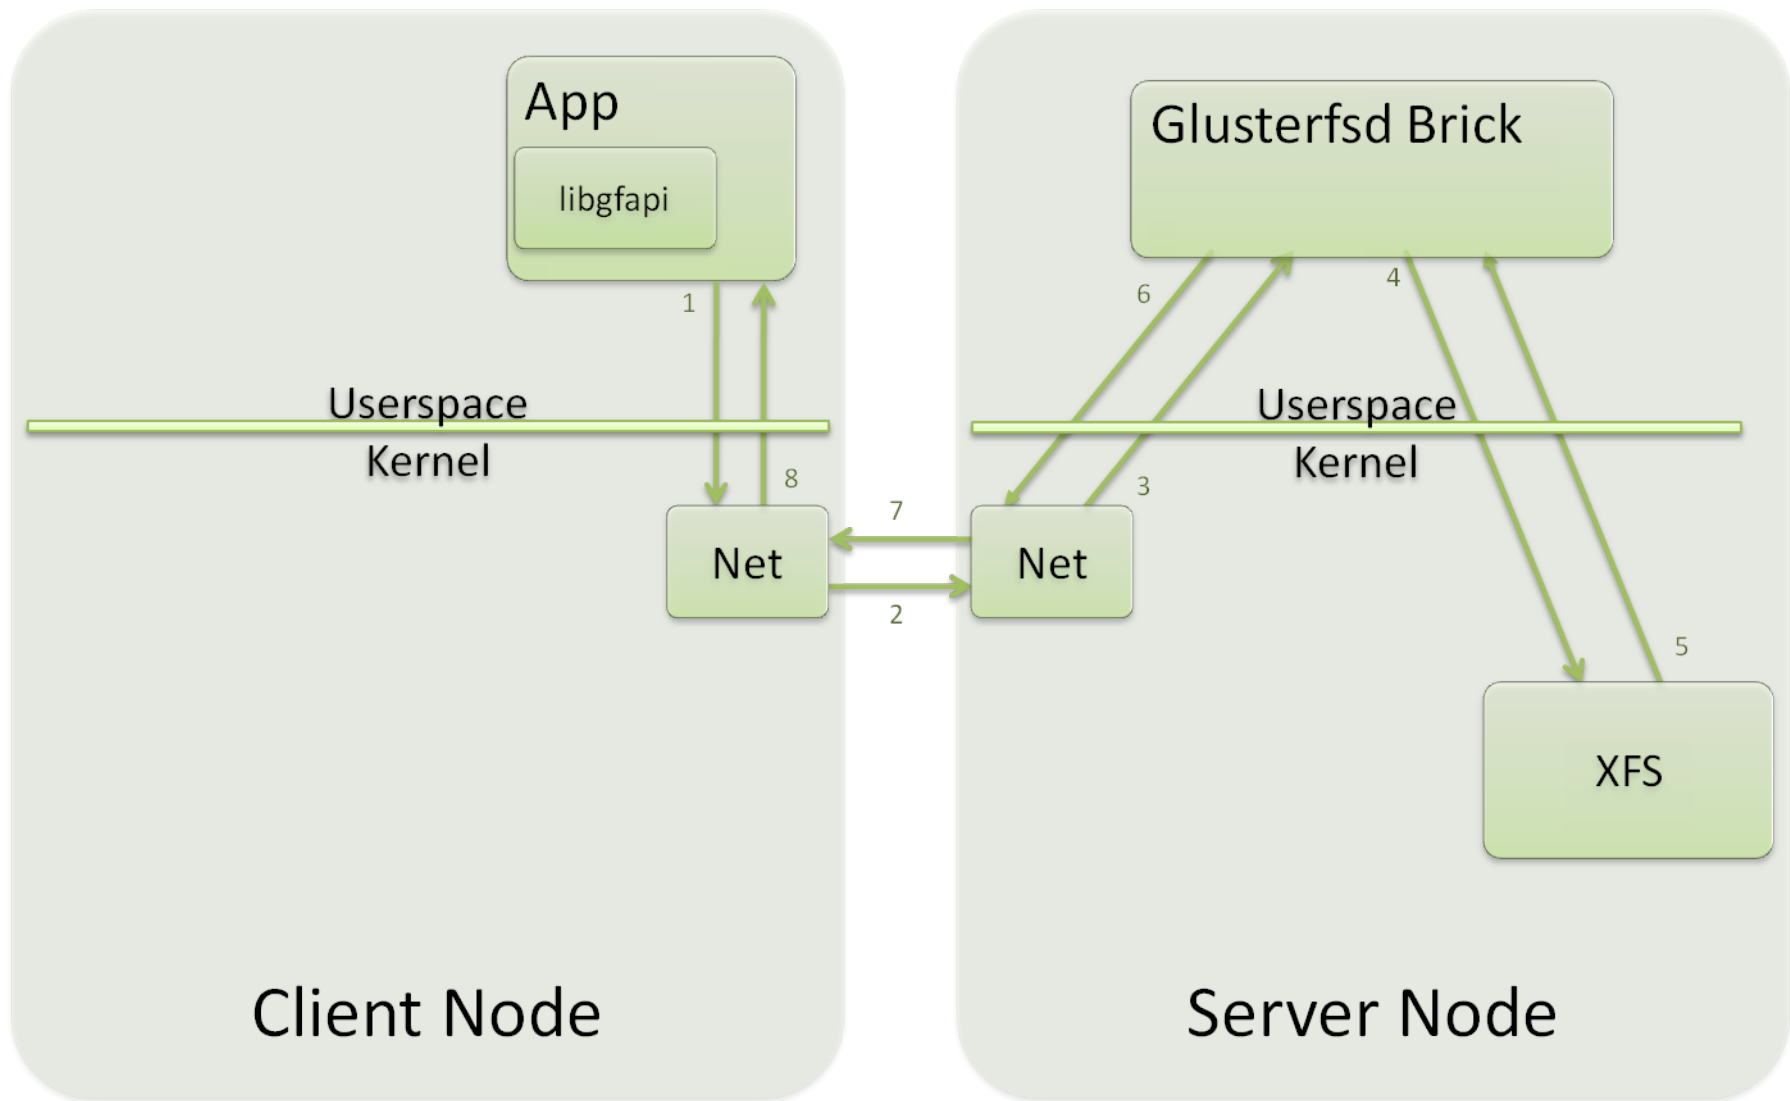 App
libgfapi
1
Userspace
Kernel
8
Net
7
2
Client Node
Glusterfsd Brick
6
4
Userspace
Kernel
3
Net
5
XFS
Server Node